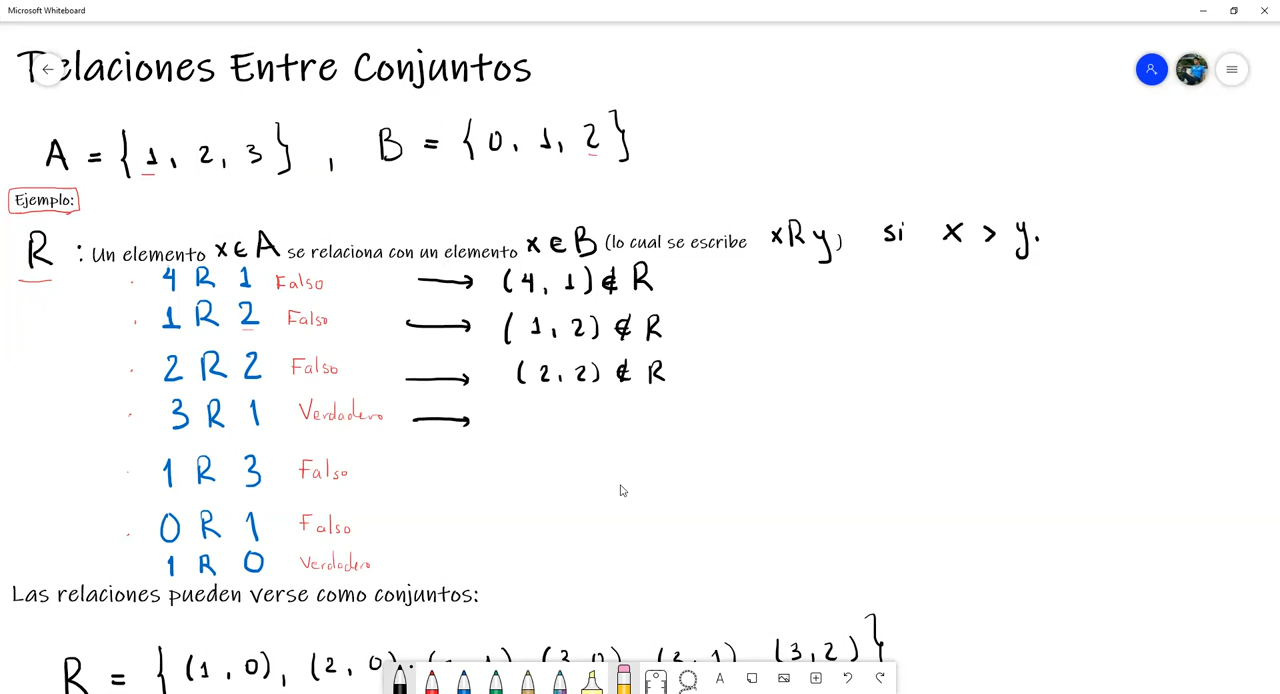 Microsoft Whiteboard
Relaciones Entre Conjuntos
A = {1, 2, 3} , B = {0, 1, 2}
Ejemplo:
R : Un elemento x ∈ A se relaciona con un elemento x ∈ B (lo cual se escribe xRy) si x > y.
4 R 1 Falso → (4, 1) ∉ R
1 R 2 Falso → (1, 2) ∉ R
2 R 2 Falso → (2, 2) ∉ R
3 R 1 Verdadero →
1 R 3 Falso
0 R 1 Falso
1 R 0 Verdadero
Las relaciones pueden verse como conjuntos:
R = { (1, 0), (2, 0), (3, 2) }